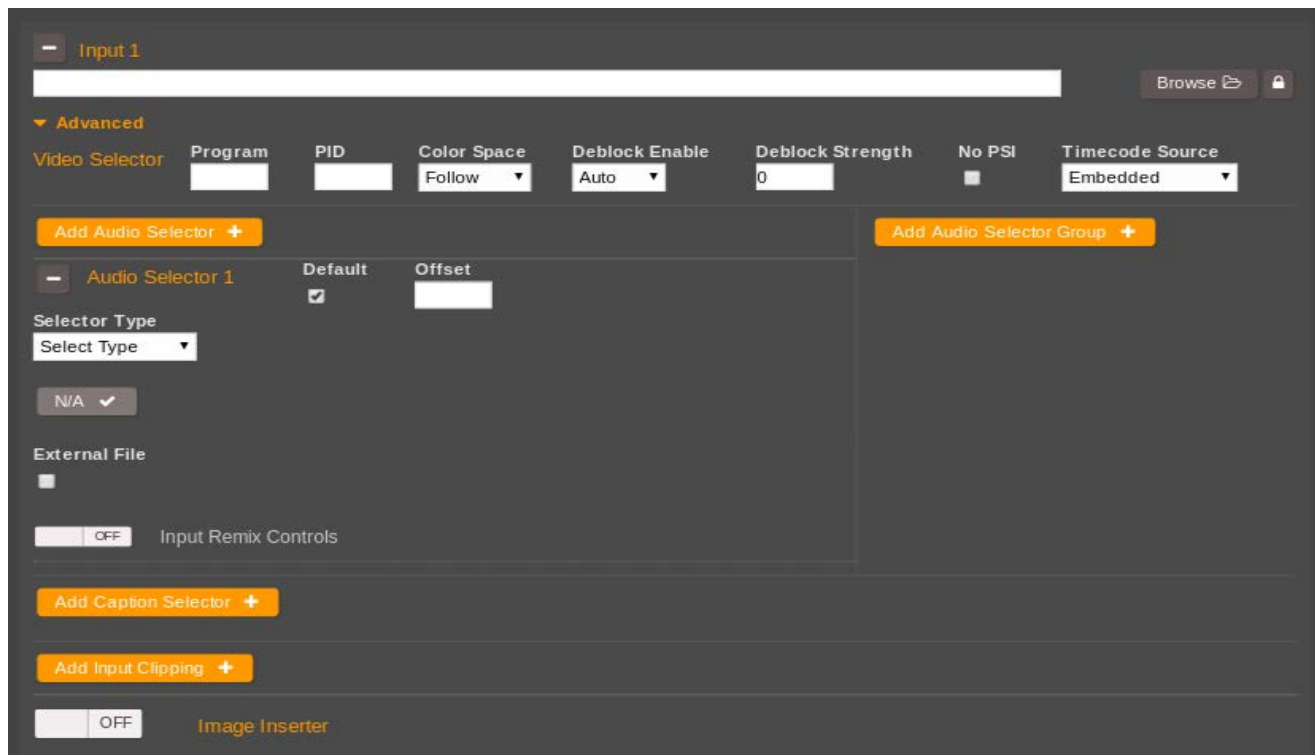 Input 1
Browse
Advanced
Video Selector Program PID Color Space Deblock Enable Deblock Strength No PSI Timecode Source
Follow Auto 0 Embedded
Add Audio Selector + Add Audio Selector Group +
Audio Selector 1 Default Offset
Selector Type
Select Type
N/A
External File
OFF Input Remix Controls
Add Caption Selector +
Add Input Clipping +
OFF Image Inserter